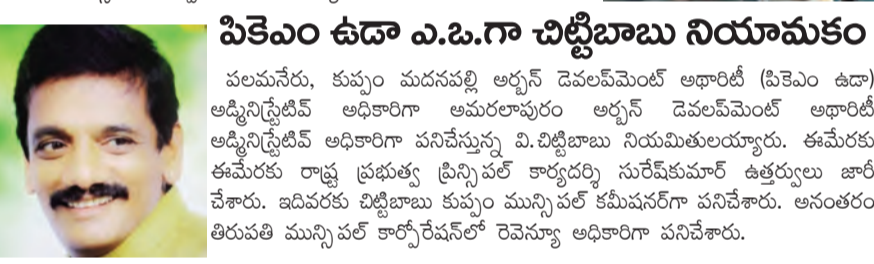 పికెఎం ఉడా ఎ.ఒ.గా చిట్టిబాబు నియామకం
పలమనేరు, కుప్పం మదనపల్లి అర్బన్ డెవలప్‌మెంట్ అథారిటీ (పికెఎం ఉడా)
అడ్మినిస్ట్రేటివ్ అధికారిగా అమరలాపురం అర్బన్ డెవలప్‌మెంట్ అథారిటీ
అడ్మినిస్ట్రేటివ్ అధికారిగా పనిచేస్తున్న వి.చిట్టిబాబు నియమితులయ్యారు. ఈమేరకు
ఈమేరకు రాష్ట్ర ప్రభుత్వ ప్రిన్సిపల్ కార్యదర్శి సురేష్‌కుమార్ ఉత్తర్వులు జారీ
చేశారు. ఇదివరకు చిట్టిబాబు కుప్పం మున్సిపల్ కమీషనర్‌గా పనిచేశారు. అనంతరం
తిరుపతి మున్సిపల్ కార్పోరేషన్‌లో రెవెన్యూ అధికారిగా పనిచేశారు.